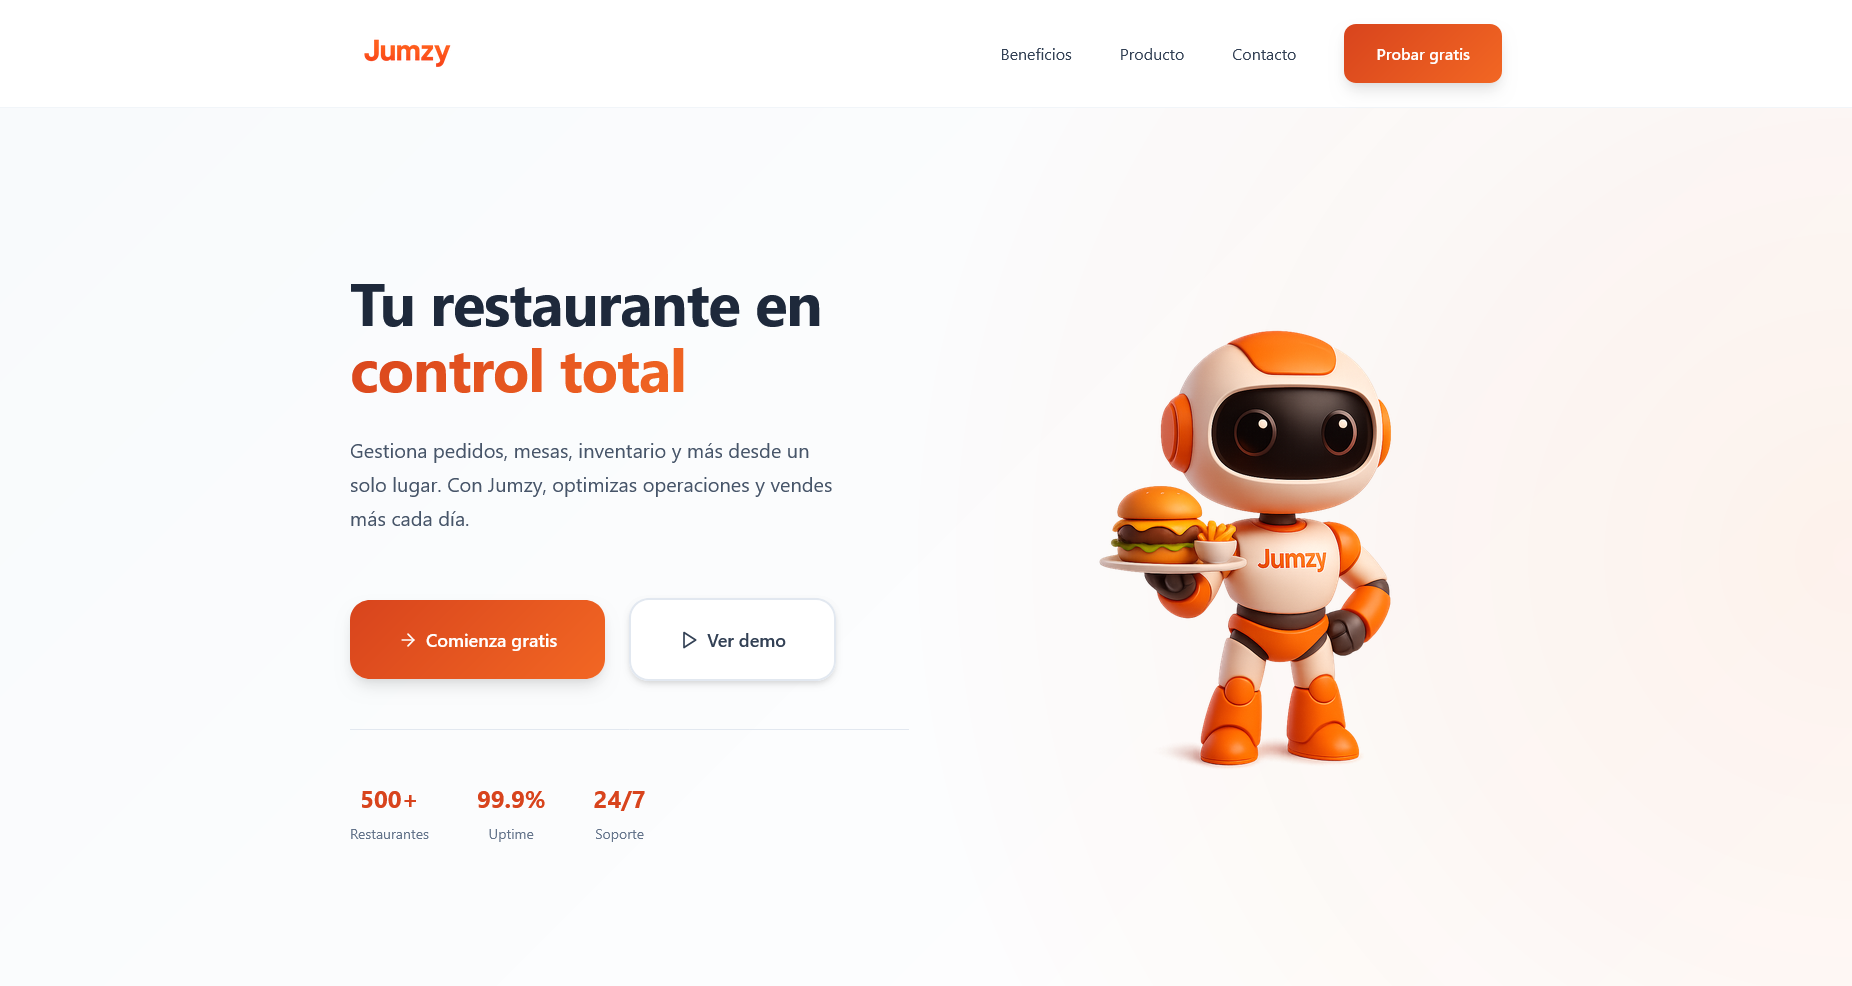 Jumzy
Beneficios
Producto
Contacto
Probar gratis
Tu restaurante en
control total
Gestiona pedidos, mesas, inventario y más desde un
solo lugar. Con Jumzy, optimizas operaciones y vendes
más cada día.
Comienza gratis
Ver demo
500+
Restaurantes
99.9%
Uptime
24/7
Soporte
Jumzy